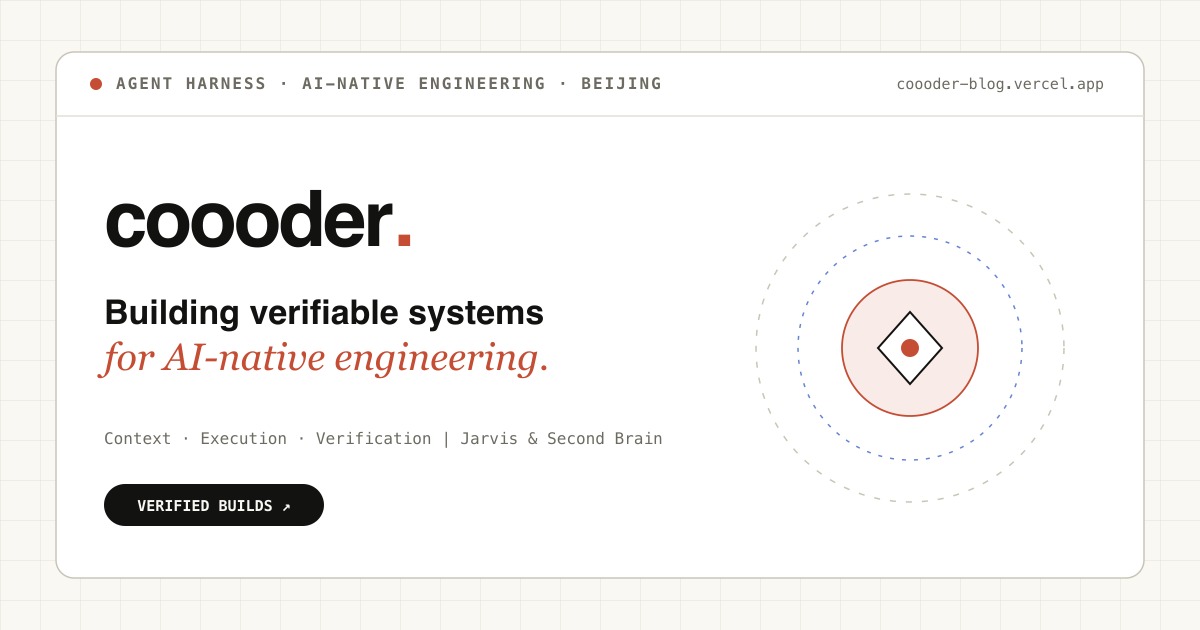 AGENT HARNESS · AI–NATIVE ENGINEERING · BEIJING
coooder–blog.vercel.app
coooder.
Building verifiable systems
for AI-native engineering.
Context · Execution · Verification | Jarvis & Second Brain
VERIFIED BUILDS ↗